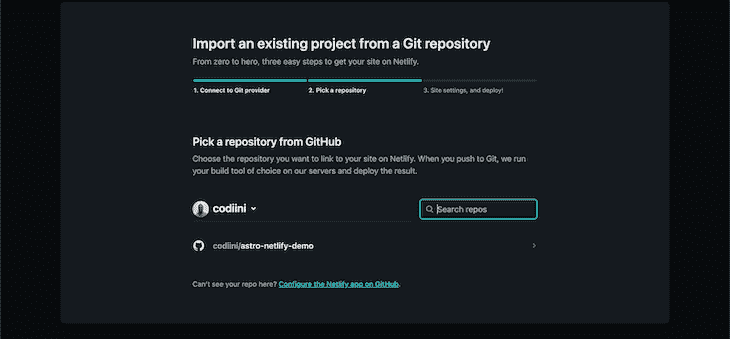 Import an existing project from a Git repository
From zero to hero, three easy steps to get your site on Netlify.
1. Connect to Git provider 2. Pick a repository 3. Site settings, and deploy!
Pick a repository from GitHub
Choose the repository you want to link to your site on Netlify. When you push to Git, we run
your build tool of choice on our servers and deploy the result.
codiini Search repos
codiini/astro-netlify-demo
Can't see your repo here? Configure the Netlify app on GitHub.